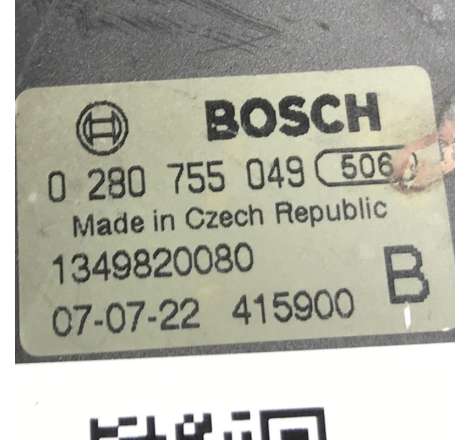 BOSCH
0 280 755 049 506
Made in Czech Republic
1349820080
07-07-22 415900 B